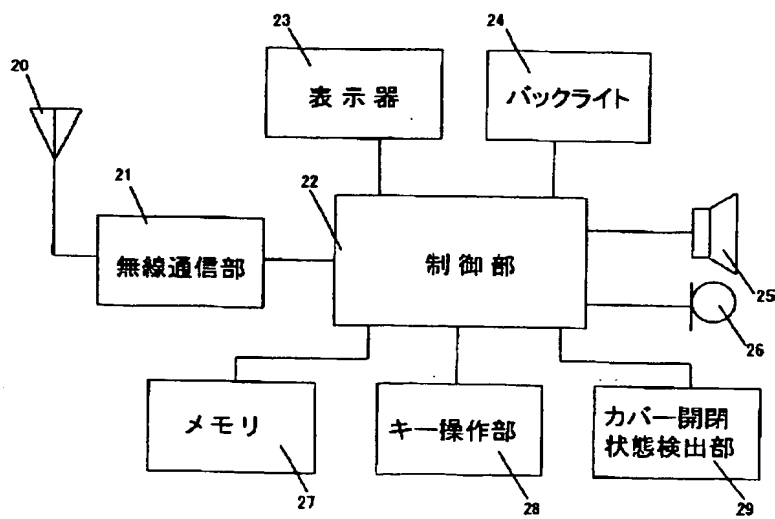 23
表示器
24
バックライト
20
21
無線通信部
22
制御部
25
26
メモリ
27
キー操作部
28
カバー開閉
状態検出部
29